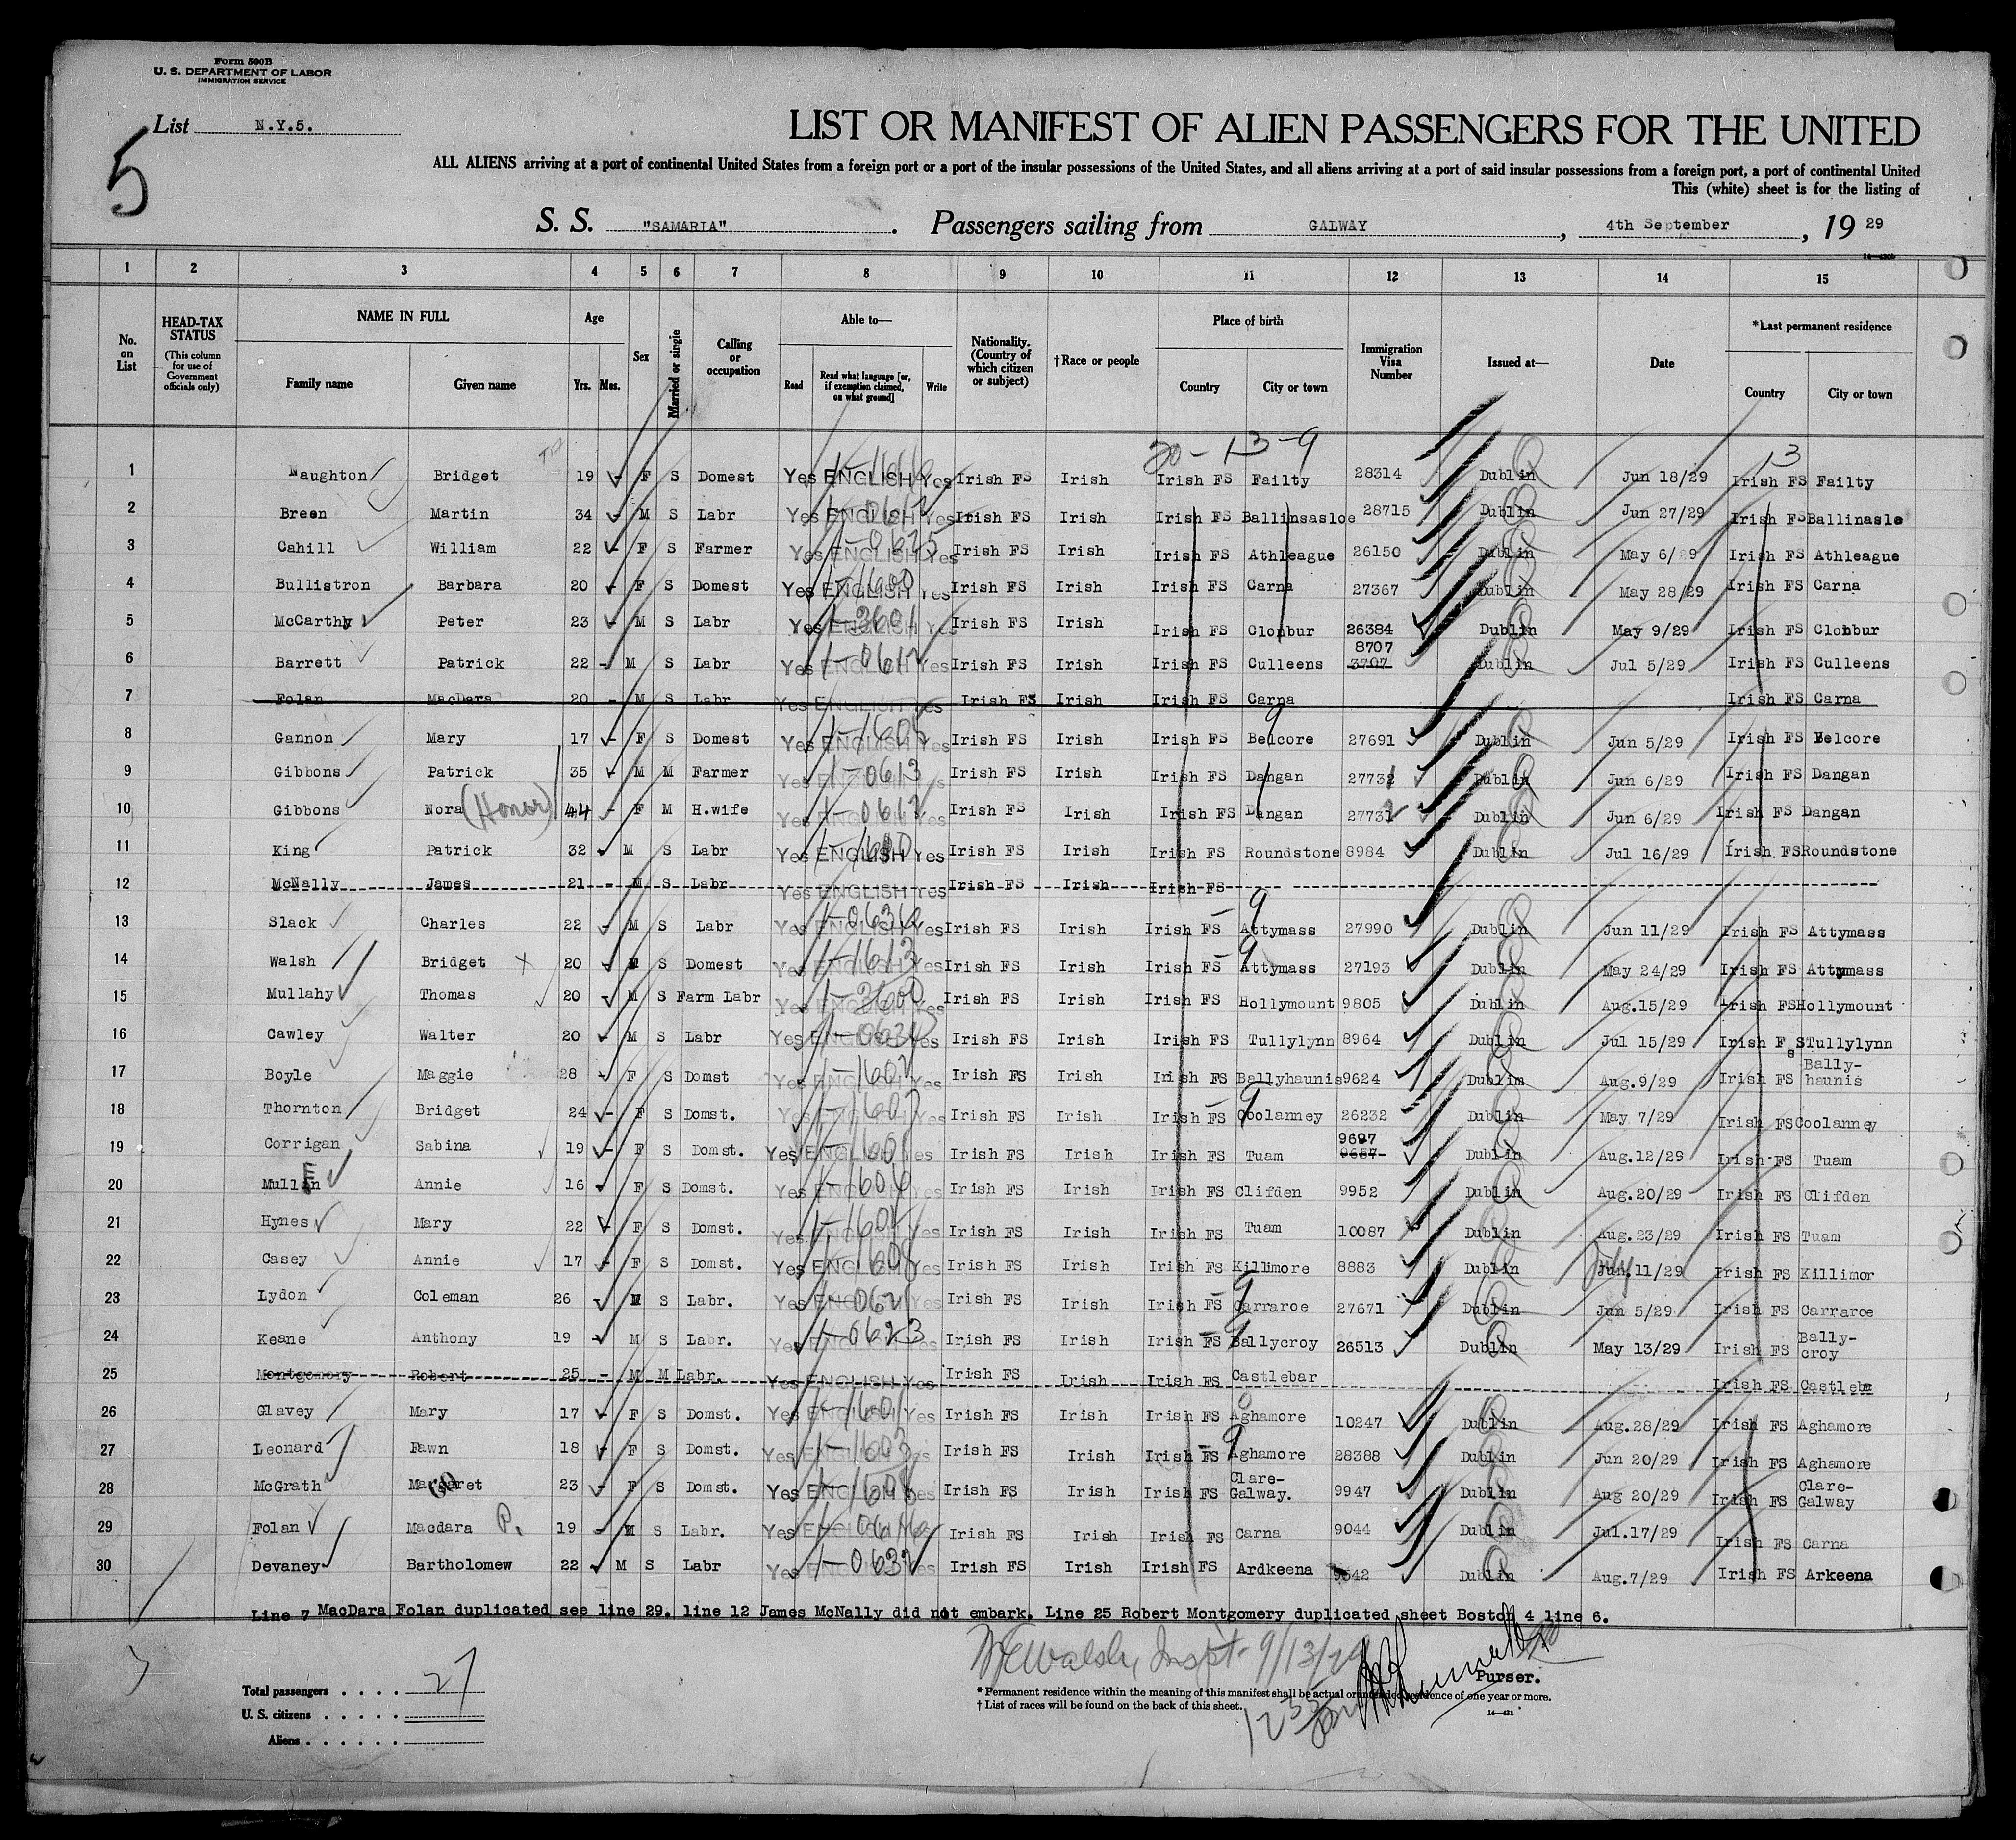 Form 500B
U. S. DEPARTMENT OF LABOR
IMMIGRATION SERVICE
List N.Y.5.
5
LIST OR MANIFEST OF ALIEN PASSENGERS FOR THE UNITED
ALL ALIENS arriving at a port of continental United States from a foreign port or a port of the insular possessions of the United States, and all aliens arriving at a port of said insular possessions from a foreign port, a port of continental United
This (white) sheet is for the listing of
S. S. "SAMARIA". Passengers sailing from GALWAY, 4th September, 19 29
14—430b
1 2 3 4 5 6 7 8 9 10 11 12 13 14 15
No. on List HEAD-TAX STATUS (This column for use of Government officials only) NAME IN FULL Family name Given name Age Yrs. Mos. Sex Married or single Calling or occupation Able to— Read Read what language [or, if exemption claimed, on what ground] Write Nationality. (Country of which citizen or subject) †Race or people Place of birth Country City or town Immigration Visa Number Issued at— Date *Last permanent residence Country City or town
20-13-9 13
1 Naughton Bridget 19 - F S Domest Yes ENGLISH Yes Irish FS Irish Irish FS Failty 28314 Dublin Jun 18/29 Irish FS Failty
2 Breen Martin 34 - M S Labr Yes ENGLISH Yes Irish FS Irish Irish FS Ballinsasloe 28715 Dublin Jun 27/29 Irish FS Ballinasle
3 Cahill William 22 - F S Farmer Yes ENGLISH Yes Irish FS Irish Irish FS Athleague 26150 Dublin May 6/29 Irish FS Athleague
4 Bullistron Barbara 20 - F S Domest Yes ENGLISH Yes Irish FS Irish Irish FS Carna 27367 Dublin May 28/29 Irish FS Carna
5 McCarthy Peter 23 - M S Labr Yes ENGLISH Yes Irish FS Irish Irish FS Clonbur 26384 Dublin May 9/29 Irish FS Clonbur
6 Barrett Patrick 22 - M S Labr Yes ENGLISH Yes Irish FS Irish Irish FS Culleens 8707 3707 Dublin Jul 5/29 Irish FS Culleens
7 Folan MacDara 20 - M S Labr Yes ENGLISH Yes Irish FS Irish Irish FS Carna Irish FS Carna
8 Gannon Mary 17 - F S Domest Yes ENGLISH Yes Irish FS Irish Irish FS Belcore 27691 Dublin Jun 5/29 Irish FS Belcore
9 Gibbons Patrick 35 - M M Farmer Yes ENGLISH Yes Irish FS Irish Irish FS Dangan 27731 Dublin Jun 6/29 Irish FS Dangan
10 Gibbons Nora (Honor) 44 - F M H.wife Yes ENGLISH Yes Irish FS Irish Irish FS Dangan 27732 Dublin Jun 6/29 Irish FS Dangan
11 King Patrick 32 - M S Labr Yes ENGLISH Yes Irish FS Irish Irish FS Roundstone 8984 Dublin Jul 16/29 Irish FS Roundstone
12 McNally James 21 - M S Labr Yes ENGLISH Yes Irish FS Irish Irish FS
13 Slack Charles 22 - M S Labr Yes ENGLISH Yes Irish FS Irish Irish FS Attymass 27990 Dublin Jun 11/29 Irish FS Attymass
14 Walsh Bridget 20 - F S Domest Yes ENGLISH Yes Irish FS Irish Irish FS Attymass 27193 Dublin May 24/29 Irish FS Attymass
15 Mullahy Thomas 20 - M S Farm Labr Yes ENGLISH Yes Irish FS Irish Irish FS Hollymount 9805 Dublin Aug.15/29 Irish FS Hollymount
16 Cawley Walter 20 - M S Labr Yes ENGLISH Yes Irish FS Irish Irish FS Tullylynn 8964 Dublin Jul 15/29 Irish F S Tullylynn
17 Boyle Maggie 28 - F S Domst Yes ENGLISH Yes Irish FS Irish Irish FS Ballyhaunis 9624 Dublin Aug.9/29 Irish FS Bally-haunis
18 Thornton Bridget 24 - F S Domst. Yes ENGLISH Yes Irish FS Irish Irish FS Coolanney 26232 Dublin May 7/29 Irish FS Coolanney
19 Corrigan Sabina 19 - F S Domst. Yes ENGLISH Yes Irish FS Irish Irish FS Tuam 9697 9657 Dublin Aug.12/29 Irish FS Tuam
20 Mullen Annie 16 F S Domst. Yes ENGLISH Yes Irish FS Irish Irish FS Clifden 9952 Dublin Aug.20/29 Irish FS Clifden
21 Hynes Mary 22 - F S Domst. Yes ENGLISH Yes Irish FS Irish Irish FS Tuam 10087 Dublin Aug.23/29 Irish FS Tuam
22 Casey Annie 17 - F S Domst. Yes ENGLISH Yes Irish FS Irish Irish FS Killimore 8883 Dublin July 11/29 Irish FS Killimor
23 Lydon Coleman 26 - M S Labr. Yes ENGLISH Yes Irish FS Irish Irish FS Carraroe 27671 Dublin Jun 5/29 Irish FS Carraroe
24 Keane Anthony 19 - M S Labr. Yes ENGLISH Yes Irish FS Irish Irish FS Ballycroy 26513 Dublin May 13/29 Irish FS Bally-croy
25 Montgomery Robert 25 - M M Labr. Yes ENGLISH Yes Irish FS Irish Irish FS Castlebar Irish FS Castleba
26 Glavey Mary 17 - F S Domst. Yes ENGLISH Yes Irish FS Irish Irish FS Aghamore 10247 Dublin Aug.28/29 Irish FS Aghamore
27 Leonard Fawn 18 - F S Domst. Yes ENGLISH Yes Irish FS Irish Irish FS Aghamore 28388 Dublin Jun 20/29 Irish FS Aghamore
28 McGrath Margaret 23 - F S Domst. Yes ENGLISH Yes Irish FS Irish Irish FS Clare-Galway. 9947 Dublin Aug 20/29 Irish FS Clare-Galway
29 Folan Macdara P. 19 - M S Labr. Yes ENGLISH Yes Irish FS Irish Irish FS Carna 9044 Dublin Jul.17/29 Irish FS Carna
30 Devaney Bartholomew 22 M S Labr Yes ENGLISH Yes Irish FS Irish Irish FS Ardkeena 9542 Dublin Aug.7/29 Irish FS Arkeena
Line 7 MacDara Folan duplicated see line 29. line 12 James McNally did not embark. Line 25 Robert Montgomery duplicated sheet Boston 4 line 6.
Walsh, Inspt. 9/13/29
Purser.
Total passengers . . . . 27
U. S. citizens . . . . .
Aliens . . . . . .
* Permanent residence within the meaning of this manifest shall be actual or intended residence of one year or more.
† List of races will be found on the back of this sheet.
14—431